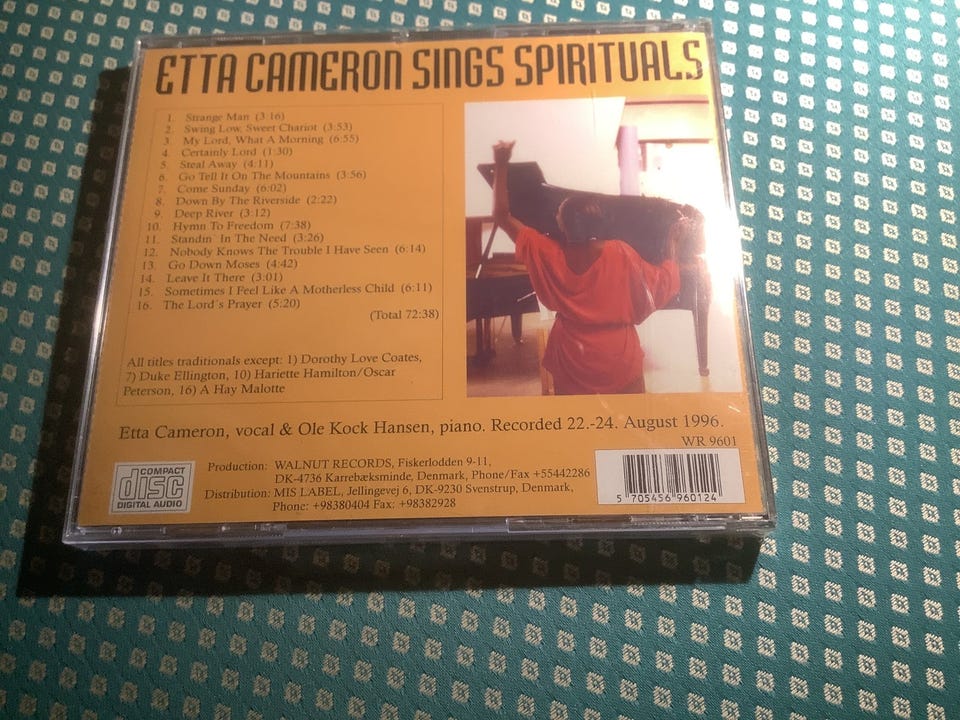 ETTA CAMERON SINGS SPIRITUALS
1. Strange Man (3:16)
2. Swing Low, Sweet Chariot (3:53)
3. My Lord, What A Morning (6:55)
4. Certainly Lord (1:30)
5. Steal Away (4:11)
6. Go Tell It On The Mountains (3:56)
7. Come Sunday (6:02)
8. Down By The Riverside (2:22)
9. Deep River (3:12)
10. Hymn To Freedom (7:38)
11. Standin' In The Need (3:26)
12. Nobody Knows The Trouble I Have Seen (6:14)
13. Go Down Moses (4:42)
14. Leave It There (3:01)
15. Sometimes I Feel Like A Motherless Child (6:11)
16. The Lord's Prayer (5:20)
(Total 72:38)
All titles traditionals except: 1) Dorothy Love Coates,
7) Duke Ellington, 10) Hariette Hamilton/Oscar
Peterson, 16) A Hay Malotte
Etta Cameron, vocal & Ole Kock Hansen, piano. Recorded 22.-24. August 1996.
WR 9601
COMPACT
disc
DIGITAL AUDIO
Production: WALNUT RECORDS, Fiskerlodden 9-11,
DK-4736 Karrebæksminde, Denmark, Phone/Fax +55442286
Distribution: MIS LABEL, Jellingevej 6, DK-9230 Svenstrup, Denmark,
Phone: +98380404 Fax: +98382928
5 705456 960124